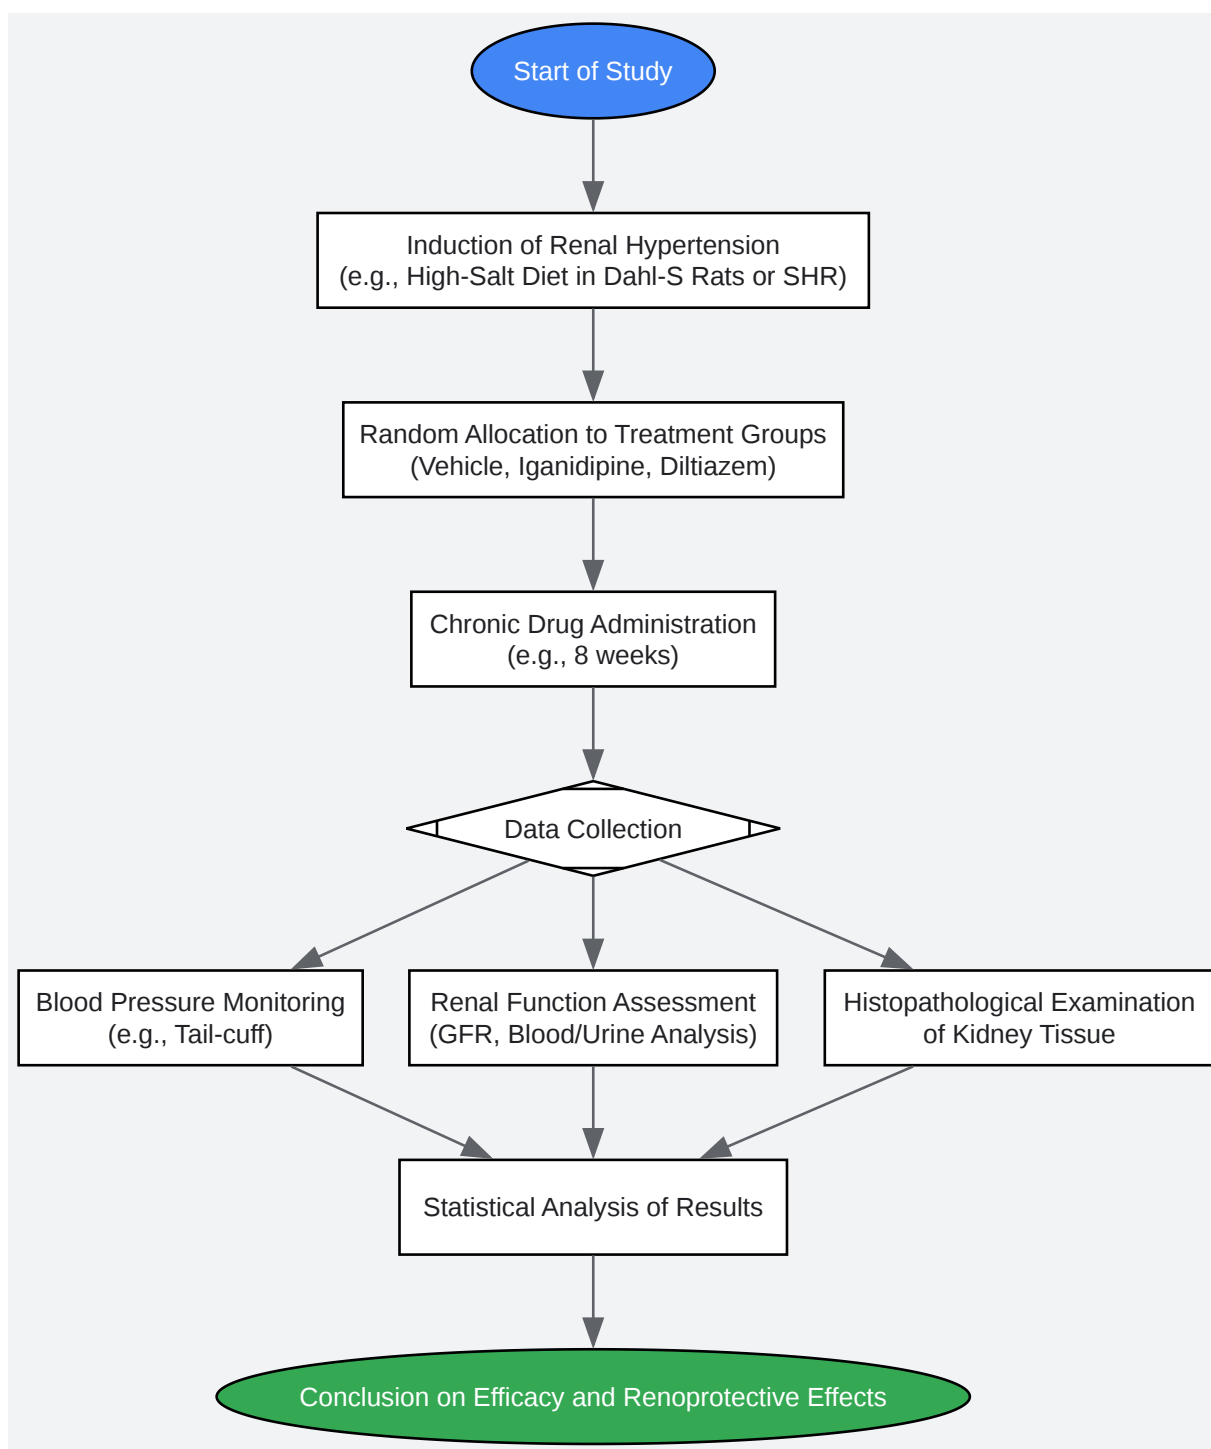 Start of Study
Induction of Renal Hypertension
(e.g., High-Salt Diet in Dahl-S Rats or SHR)
Random Allocation to Treatment Groups
(Vehicle, Iganidipine, Diltiazem)
Chronic Drug Administration
(e.g., 8 weeks)
Data Collection
Blood Pressure Monitoring
(e.g., Tail-cuff)
Renal Function Assessment
(GFR, Blood/Urine Analysis)
Histopathological Examination
of Kidney Tissue
Statistical Analysis of Results
Conclusion on Efficacy and Renoprotective Effects